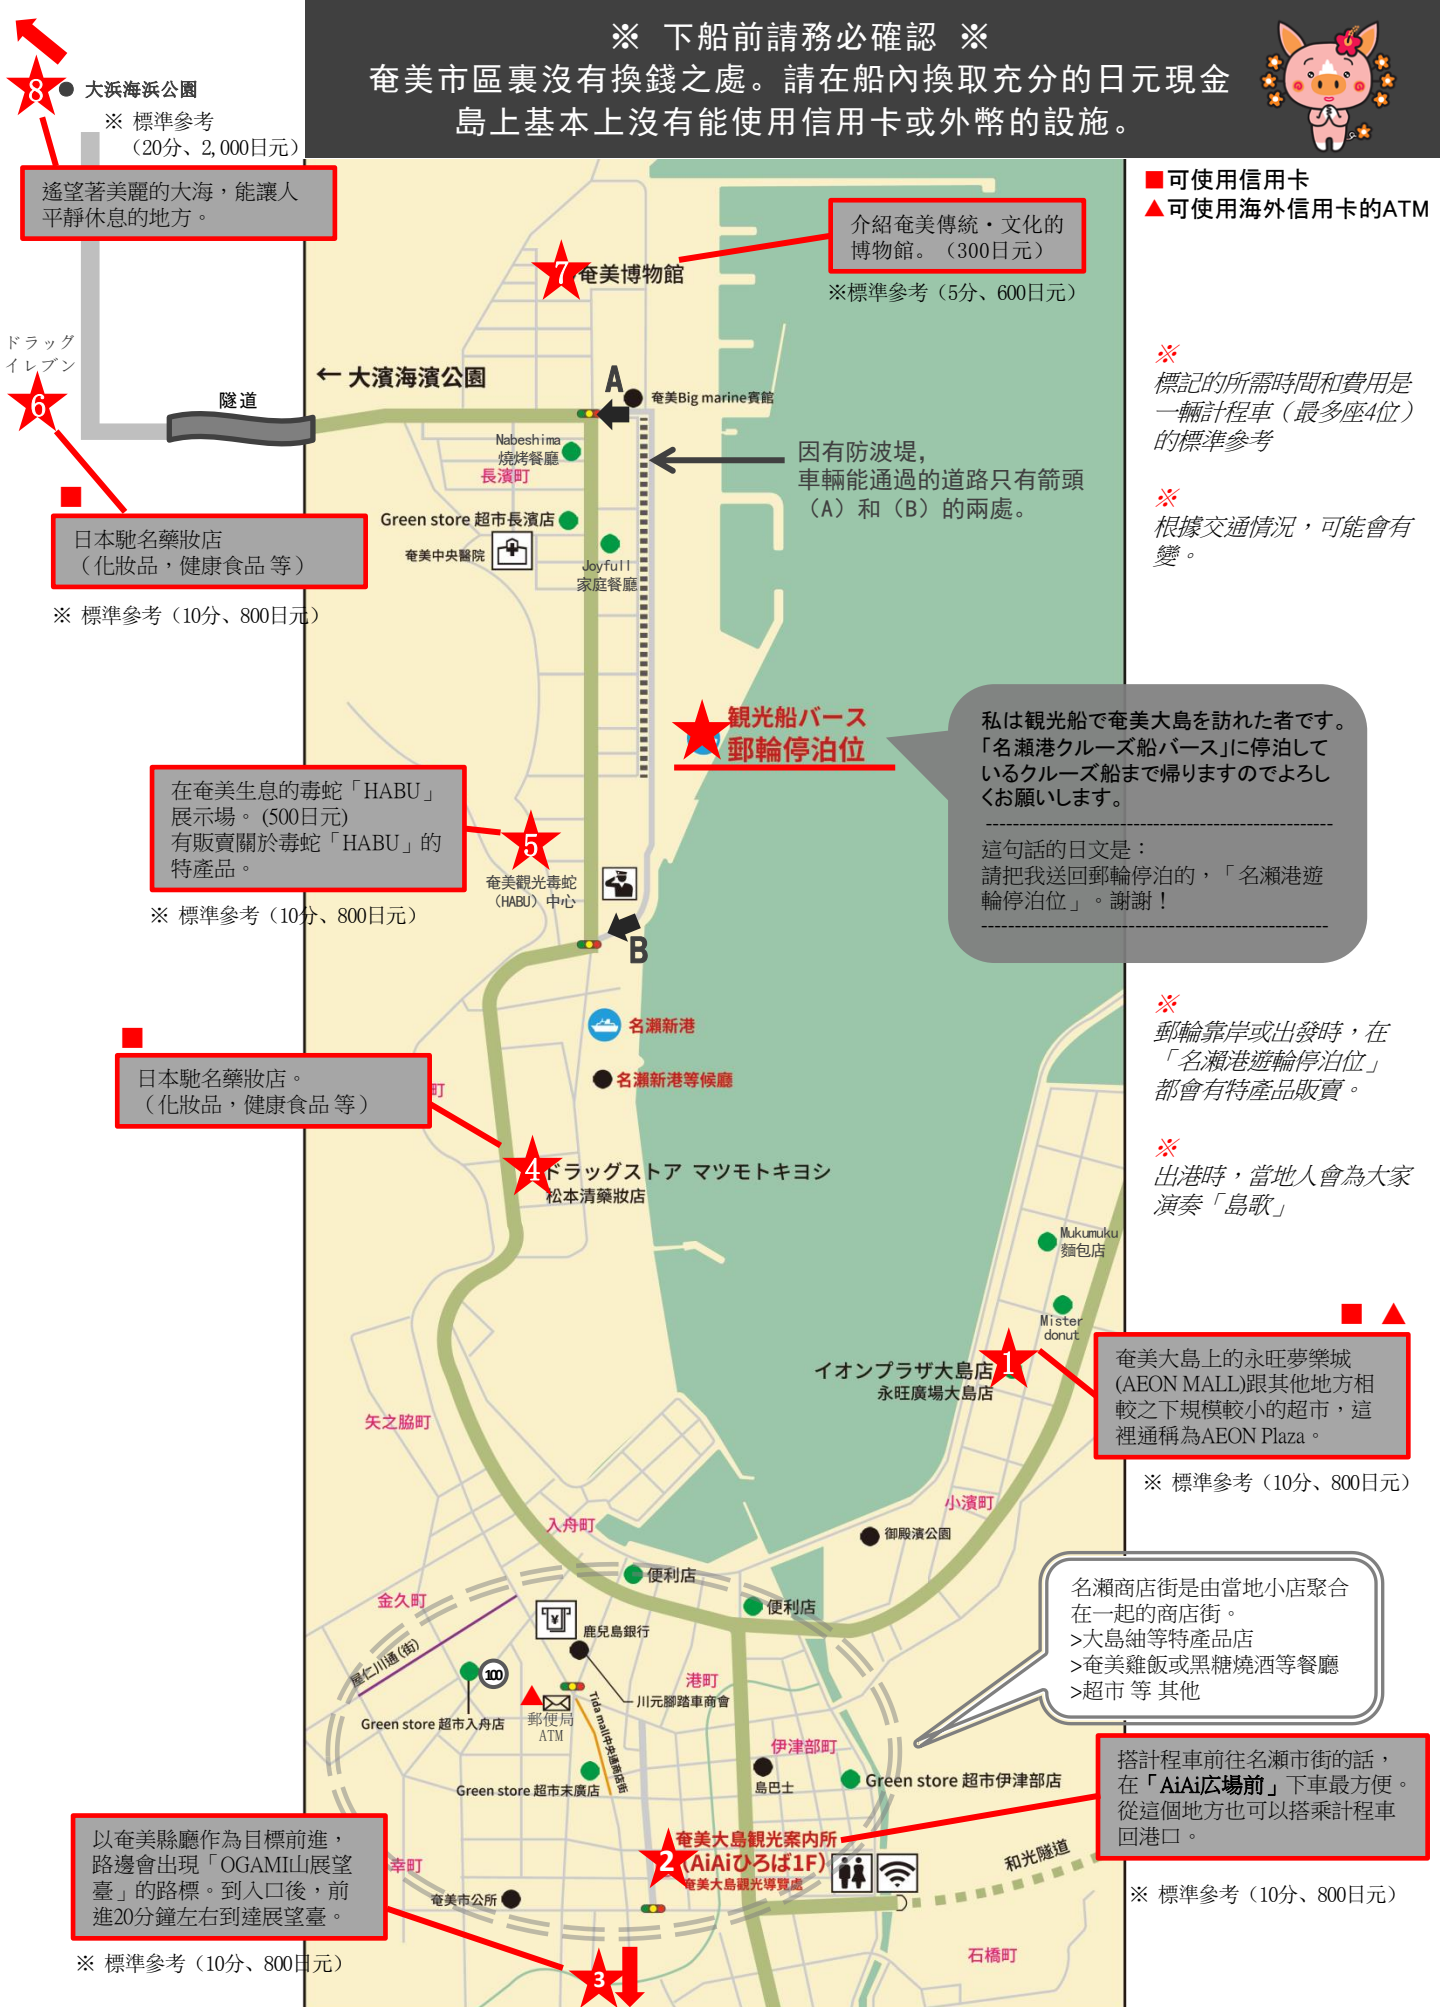 ※ 下船前請務必確認 ※
奄美市區裏沒有換錢之處。請在船內換取充分的日元現金
島上基本上沒有能使用信用卡或外幣的設施。
8
大浜海浜公園
※ 標準參考
（20分、2,000日元）
遙望著美麗的大海，能讓人
平靜休息的地方。
■可使用信用卡
▲可使用海外信用卡的ATM
介紹奄美傳統・文化的
博物館。（300日元）
※標準參考（5分、600日元）
7
奄美博物館
ドラッグ
イレブン
6
隧道
← 大濱海濱公園
A
奄美Big marine賓館
Nabeshima
燒烤餐廳
長濱町
因有防波堤，
車輛能通過的道路只有箭頭
（A）和（B）的兩處。
※
標記的所需時間和費用是
一輛計程車（最多座4位）
的標準參考
※
根據交通情況，可能會有
變。
日本馳名藥妝店
（化妝品，健康食品 等）
※ 標準參考（10分、800日元）
Green store 超市長濱店
奄美中央醫院
Joyfull
家庭餐廳
観光船バース
郵輪停泊位
私は観光船で奄美大島を訪れた者です。
「名瀬港クルーズ船バース」に停泊して
いるクルーズ船まで帰りますのでよろし
くお願いします。
這句話的日文是：
請把我送回郵輪停泊的，「名瀨港遊
輪停泊位」。謝謝！
在奄美生息的毒蛇「HABU」
展示場。(500日元)
有販賣關於毒蛇「HABU」的
特產品。
※ 標準參考（10分、800日元）
5
奄美觀光毒蛇
（HABU）中心
B
名瀨新港
名瀨新港等候廳
※
郵輪靠岸或出發時，在
「名瀨港遊輪停泊位」
都會有特產品販賣。
※
出港時，當地人會為大家
演奏「島歌」
日本馳名藥妝店。
（化妝品，健康食品 等）
町
4
ドラッグストア マツモトキヨシ
松本清藥妝店
Mukumuku
麵包店
Mister
donut
1
イオンプラザ大島店
永旺廣場大島店
奄美大島上的永旺夢樂城
(AEON MALL)跟其他地方相
較之下規模較小的超市，這
裡通稱為AEON Plaza。
※ 標準參考（10分、800日元）
矢之脇町
入舟町
小濱町
御殿濱公園
便利店
便利店
金久町
屋仁川通(街)
¥
鹿兒島銀行
100
川元腳踏車商會
港町
Green store 超市入舟店
郵便局
ATM
Tida mall中央通商店街
伊津部町
島巴士
Green store 超市伊津部店
Green store 超市末廣店
名瀨商店街是由當地小店聚合
在一起的商店街。
>大島紬等特產品店
>奄美雞飯或黑糖燒酒等餐廳
>超市 等 其他
搭計程車前往名瀨市街的話，
在「AiAi広場前」下車最方便。
從這個地方也可以搭乘計程車
回港口。
※ 標準參考（10分、800日元）
2
奄美大島観光案内所
(AiAiひろば1F)
奄美大島觀光導覽處
和光隧道
幸町
奄美市公所
石橋町
以奄美縣廳作為目標前進，
路邊會出現「OGAMI山展望
臺」的路標。到入口後，前
進20分鐘左右到達展望臺。
※ 標準參考（10分、800日元）
3